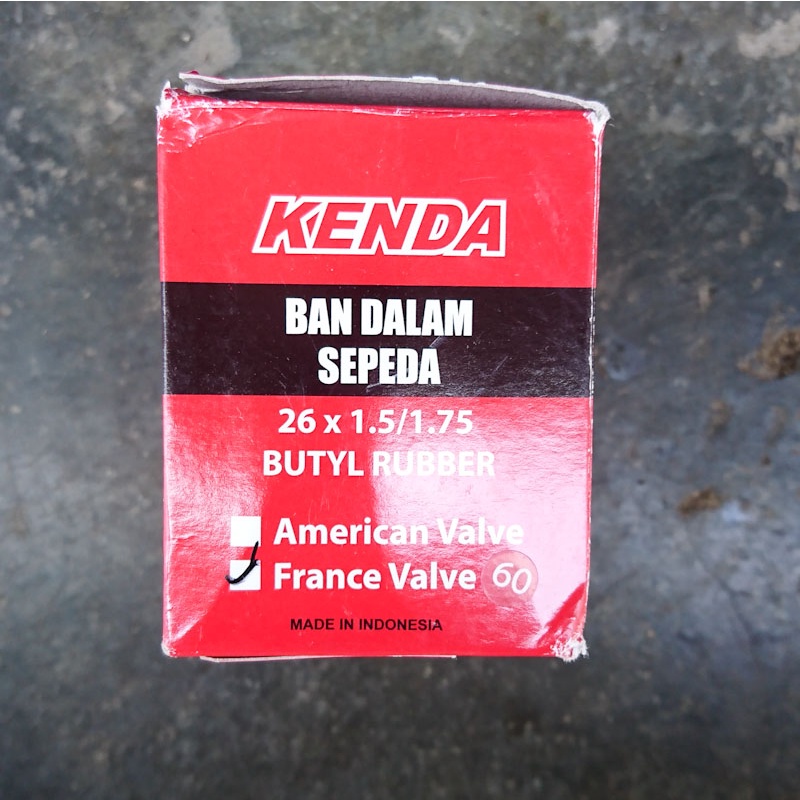 KENDA
BAN DALAM
SEPEDA
26 x 1.5/1.75
BUTYL RUBBER
American Valve
France Valve 60
MADE IN INDONESIA